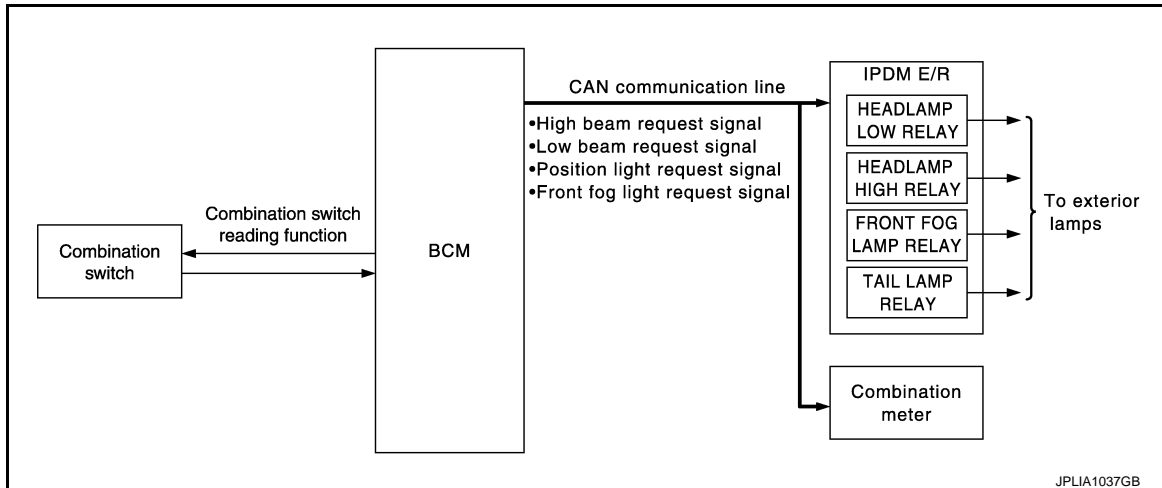 Combination
switch
Combination switch
reading function
BCM
CAN communication line
•High beam request signal
•Low beam request signal
•Position light request signal
•Front fog light request signal
IPDM E/R
HEADLAMP
LOW RELAY
HEADLAMP
HIGH RELAY
FRONT FOG
LAMP RELAY
TAIL LAMP
RELAY
To exterior
lamps
Combination
meter
JPLIA1037GB